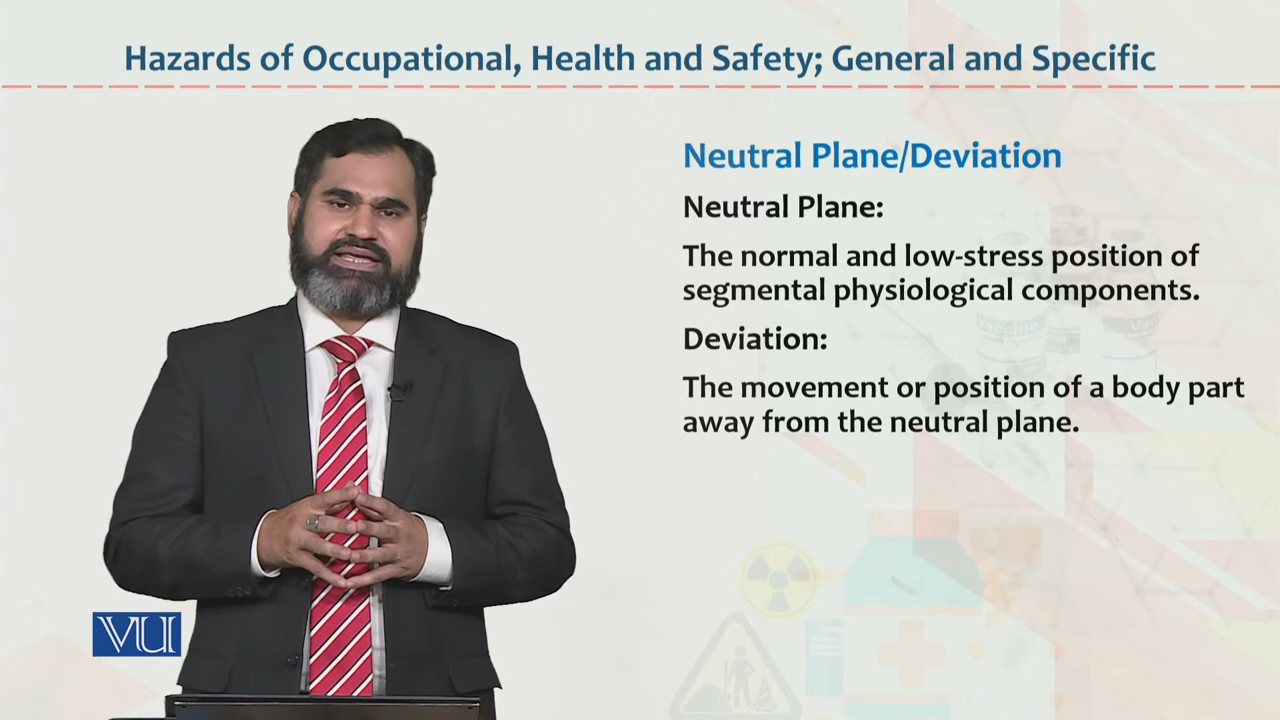 Hazards of Occupational, Health and Safety; General and Specific
Neutral Plane/Deviation
Neutral Plane:
The normal and low-stress position of
segmental physiological components.
Deviation:
The movement or position of a body part
away from the neutral plane.
Vaccine
VU